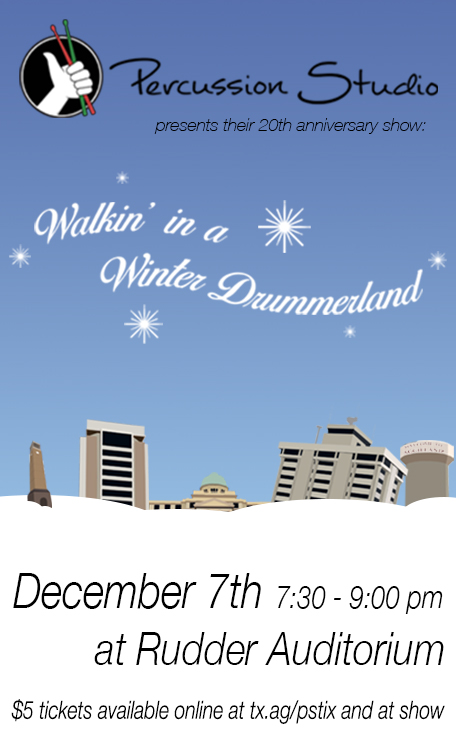 Percussion Studio
presents their 20th anniversary show:
Walkin' in a
Winter Drummerland
December 7th 7:30 - 9:00 pm
at Rudder Auditorium
$5 tickets available online at tx.ag/pstix and at show